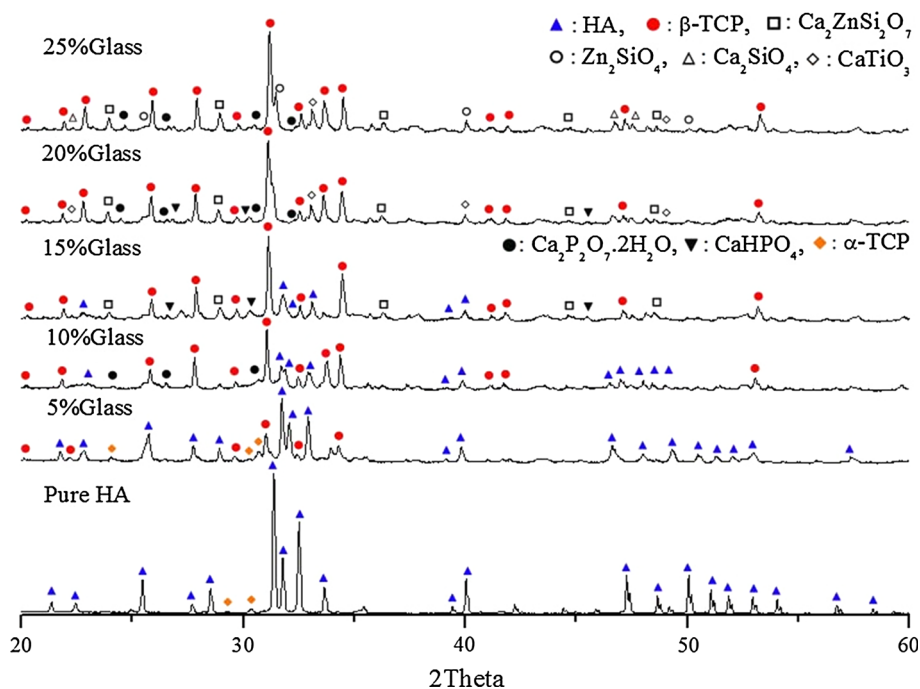 25%Glass
▲ : HA, ● : β-TCP, □ : Ca₂ZnSi₂O₇
○ : Zn₂SiO₄, △ : Ca₂SiO₄, ◇ : CaTiO₃
20%Glass
15%Glass
● : Ca₂P₂O₇.2H₂O, ▼ : CaHPO₄, ◆ : α-TCP
10%Glass
5%Glass
Pure HA
20 30 40 50 60
2Theta